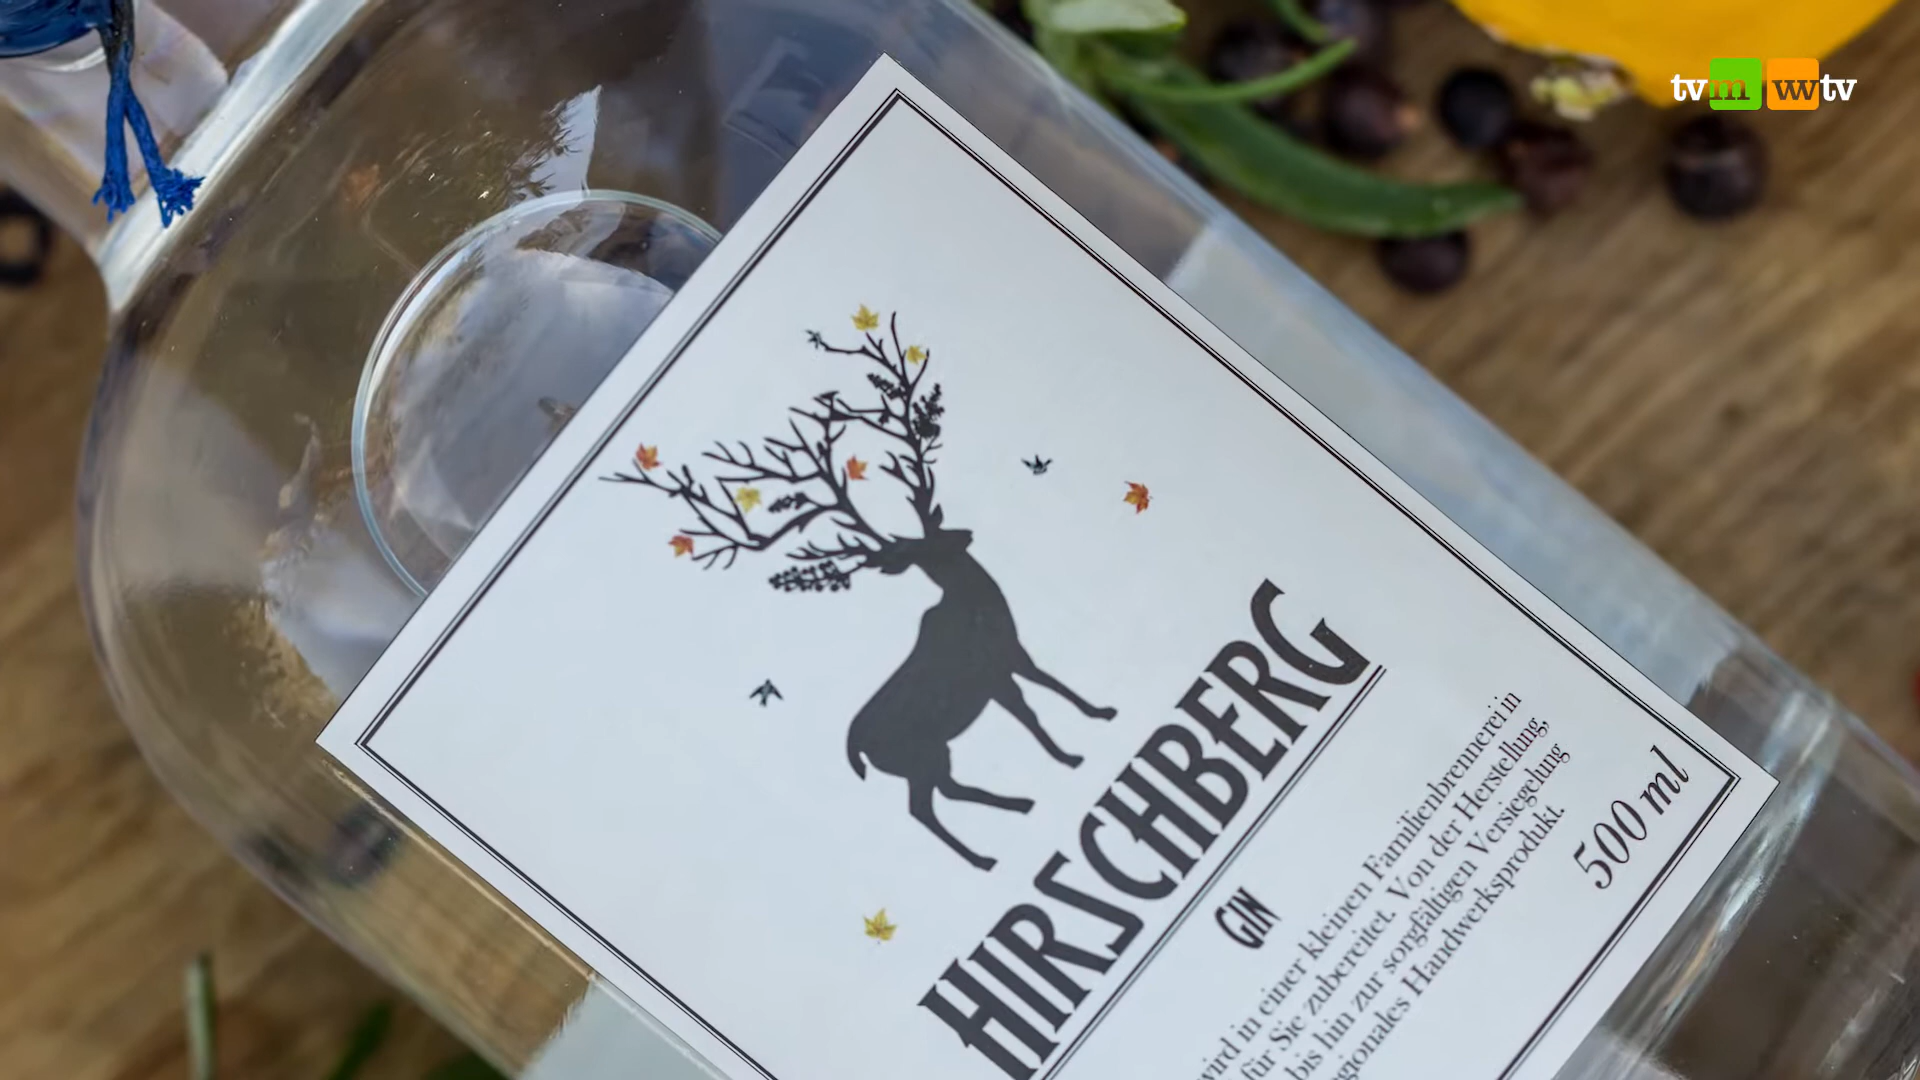 tvm wwtv
HIRSCHBERG
GIN
wird in einer kleinen Familienbrennerei in
für Sie zubereitet. Von der Herstellung,
bis hin zur sorgfältigen Versiegelung
regionales Handwerksprodukt.
500 ml